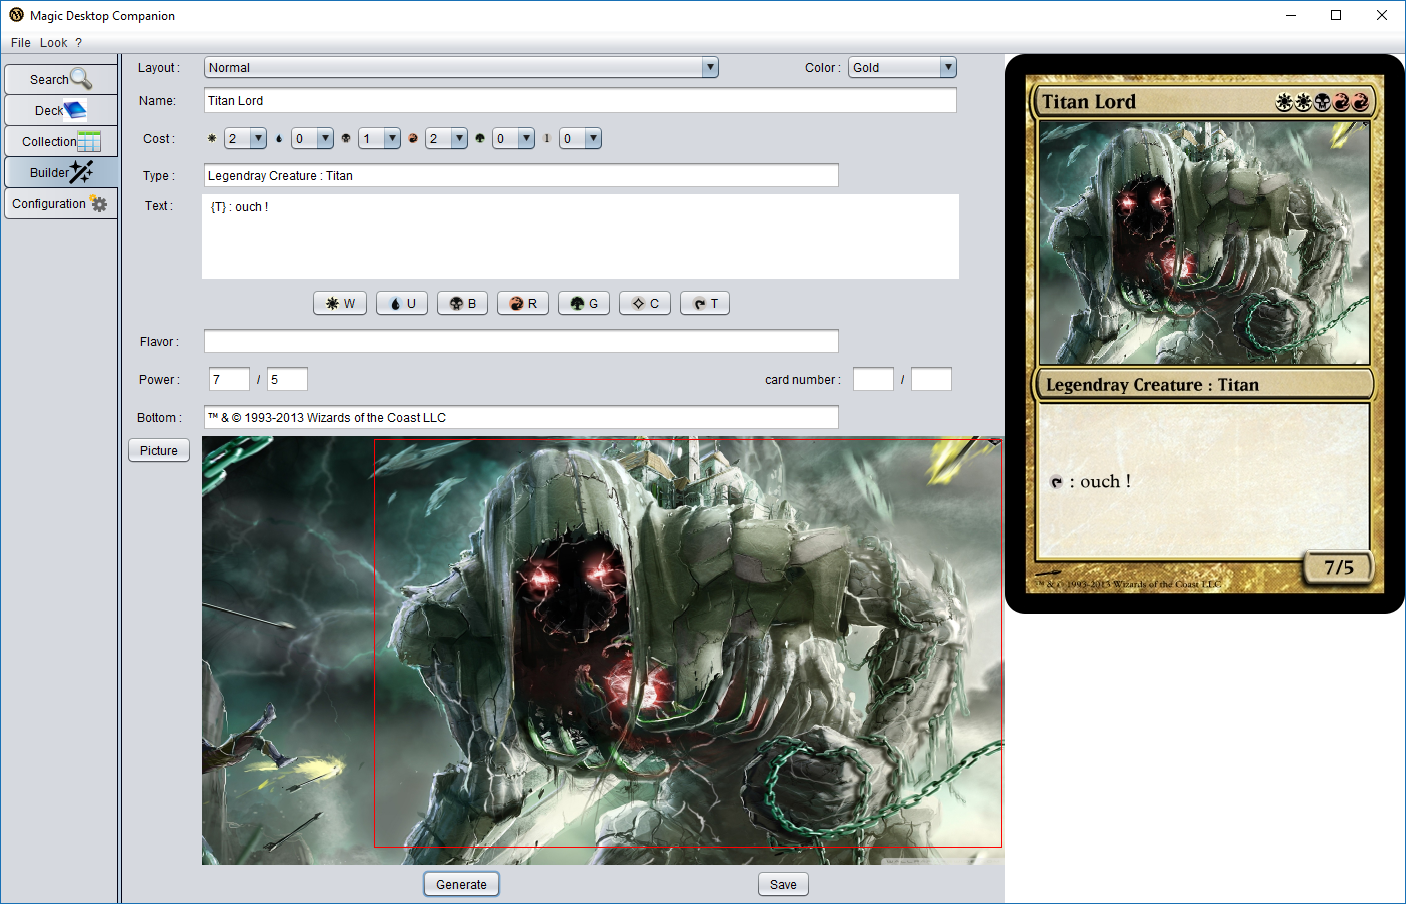 Magic Desktop Companion
File Look ?
Search
Deck
Collection
Builder
Configuration
Layout : Normal Color : Gold
Name: Titan Lord
Cost : 2 0 1 2 0 1 0
Type : Legendray Creature : Titan
Text : {T} : ouch !
W U B R G C T
Flavor :
Power : 7 / 5 card number : /
Bottom : ™ & © 1993-2013 Wizards of the Coast LLC
Picture
Generate Save
Titan Lord
Legendray Creature : Titan
: ouch !
7/5
™ & © 1993-2013 Wizards of the Coast LLC